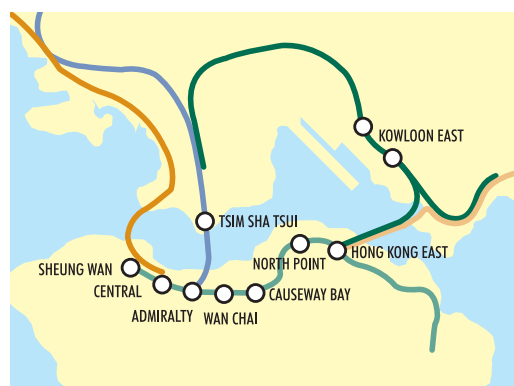 KOWLOON EAST
TSIM SHA TSUI
HONG KONG EAST
NORTH POINT
SHEUNG WAN
CENTRAL
CAUSEWAY BAY
ADMIRALTY
WAN CHAI